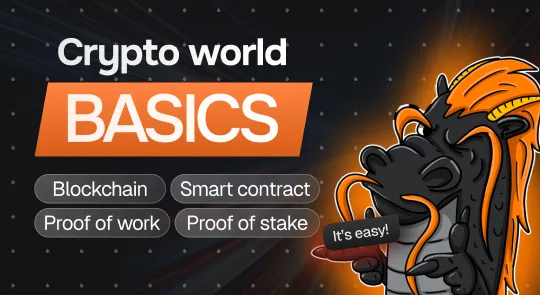 Crypto world
BASICS
Blockchain
Smart contract
Proof of work
Proof of stake
It's easy!